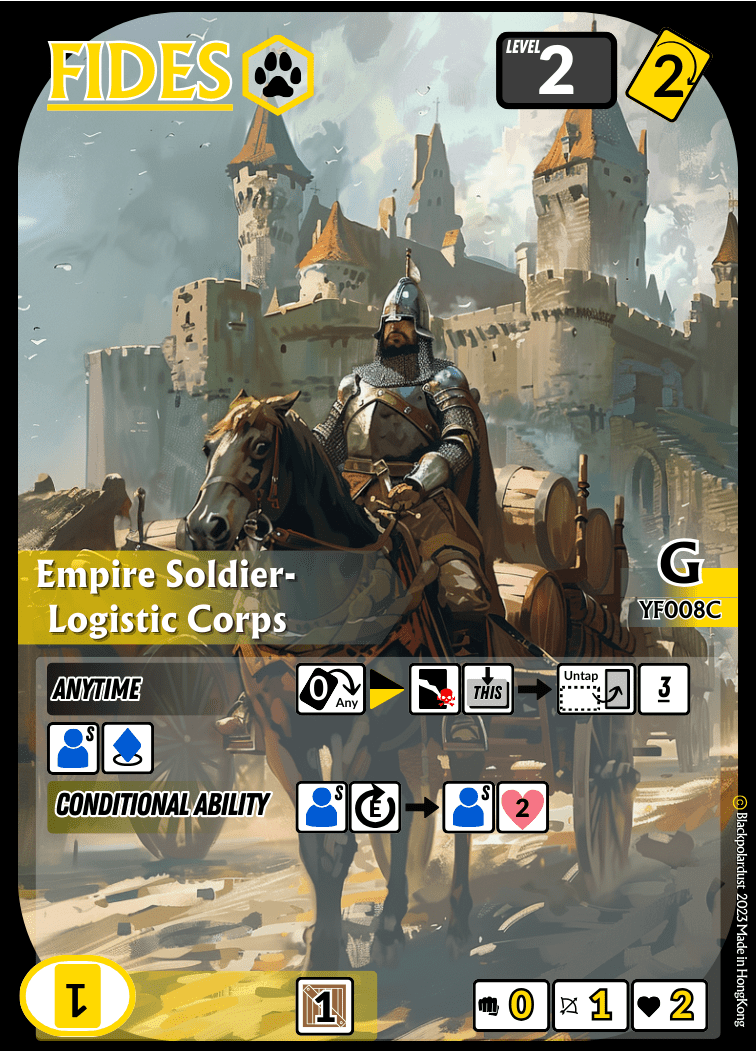 FIDES
LEVEL 2
2
Empire Soldier-
Logistic Corps
G
YF008C
ANYTIME
0 Any
THIS
Untap
3
S
CONDITIONAL ABILITY
S
E
S
2
© Blackpolardust 2023 Made in HongKong
1
1
0
1
2